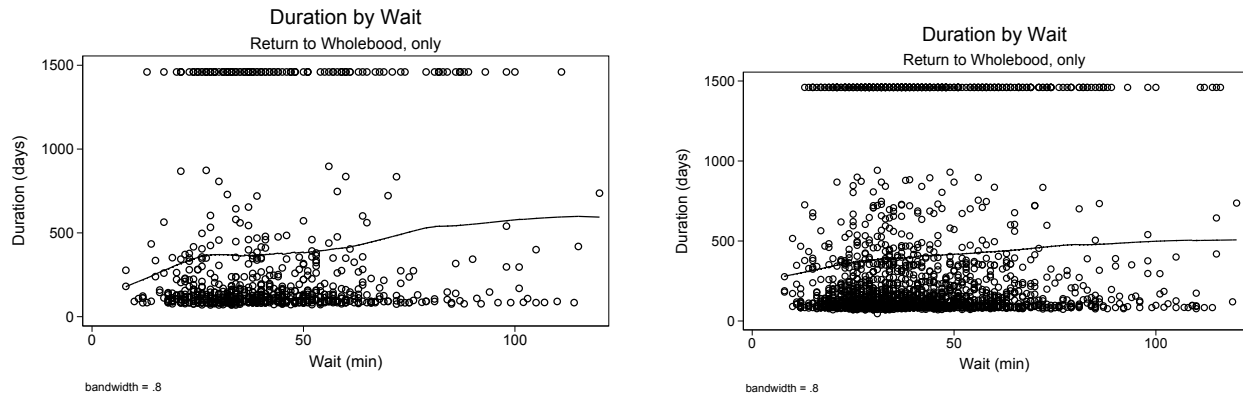 Duration by Wait
Return to Wholebood, only
1500
1000
500
0
Duration (days)
0 50 100
Wait (min)
bandwidth = .8
Duration by Wait
Return to Wholebood, only
1500
1000
500
0
Duration (days)
0 50 100
Wait (min)
bandwidth = .8